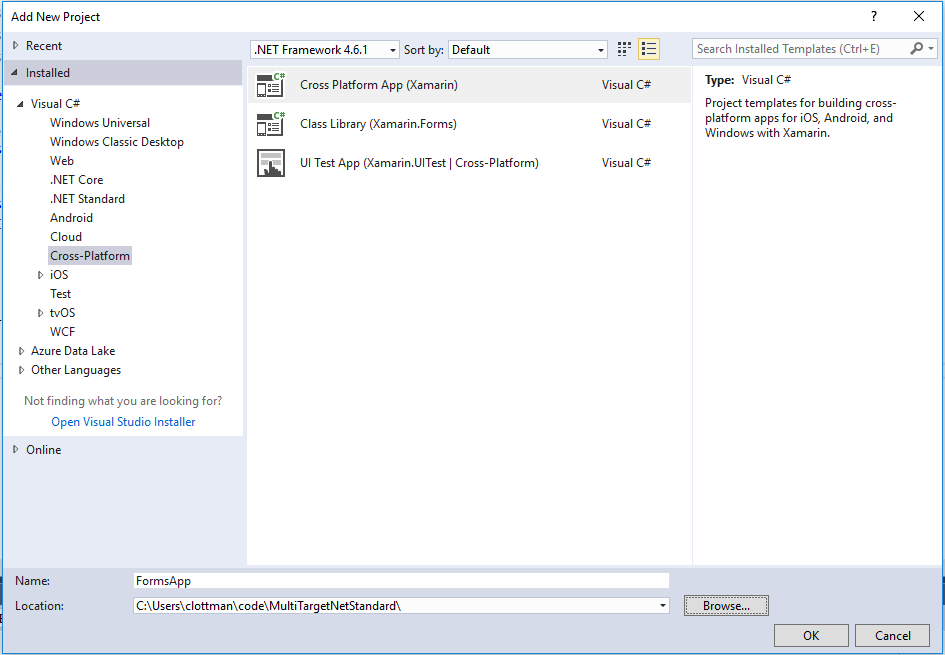 Add New Project
?
Recent
.NET Framework 4.6.1
Sort by:
Default
Search Installed Templates (Ctrl+E)
Installed
Visual C#
Windows Universal
Windows Classic Desktop
Web
.NET Core
.NET Standard
Android
Cloud
Cross-Platform
iOS
Test
tvOS
WCF
Azure Data Lake
Other Languages
Not finding what you are looking for?
Open Visual Studio Installer
Online
C#
Cross Platform App (Xamarin) Visual C#
C#
Class Library (Xamarin.Forms) Visual C#
UI Test App (Xamarin.UITest | Cross-Platform) Visual C#
Type: Visual C#
Project templates for building cross-
platform apps for iOS, Android, and
Windows with Xamarin.
Name: FormsApp
Location: C:\Users\clottman\code\MultiTargetNetStandard\
Browse...
OK
Cancel